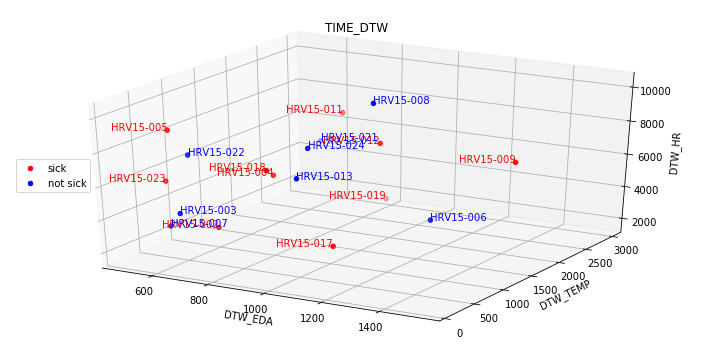 TIME_DTW
HRV15-008
HRV15-011
HRV15-005
HRV15-021
HRV15-024
HRV15-022
HRV15-009
HRV15-018
HRV15-013
HRV15-023
HRV15-019
HRV15-003
HRV15-006
HRV15-007
HRV15-017
sick
not sick
10000
8000
6000
4000
2000
DTW_HR
3000
2500
2000
1500
1000
500
0
DTW_TEMP
600
800
1000
1200
1400
DTW_EDA